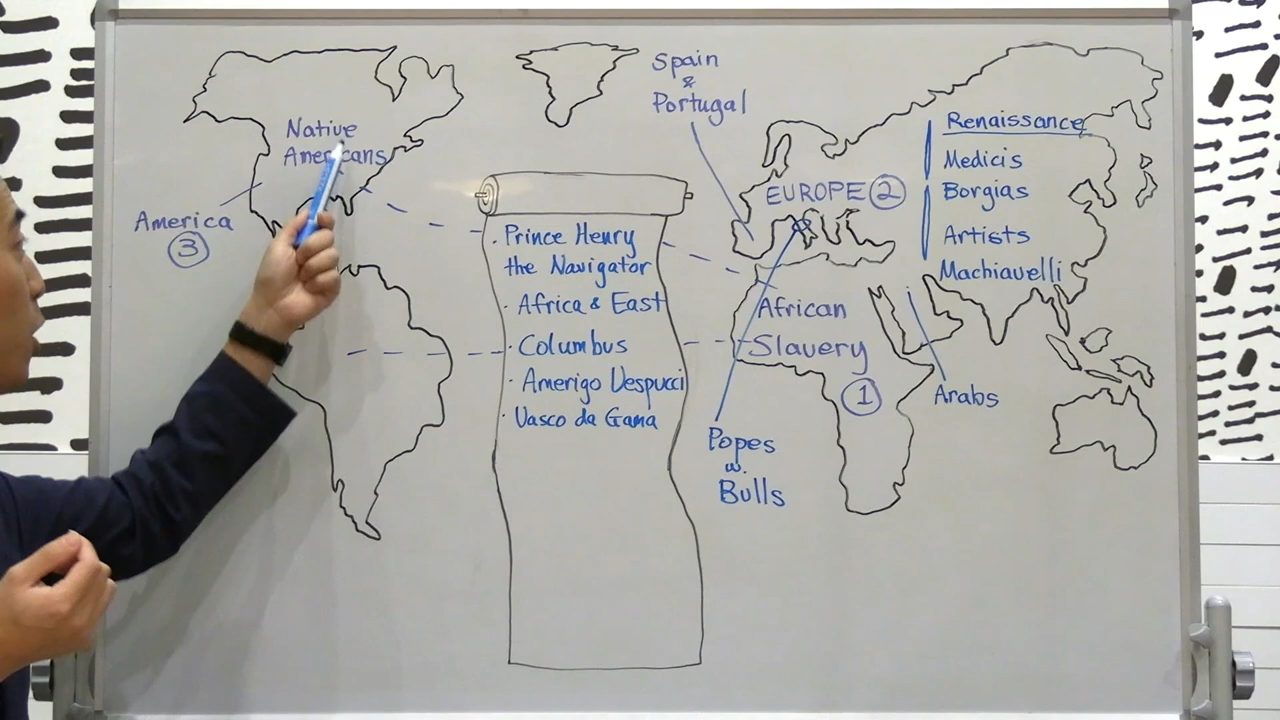 Native
Americans
America
3
Spain
&
Portugal
EUROPE 2
Renaissance
Medicis
Borgias
Artists
Machiavelli
. Prince Henry
the Navigator
· Africa & East
· Columbus
· Amerigo Vespucci
· Vasco da Gama
African
Slavery
1
Arabs
Popes
w.
Bulls